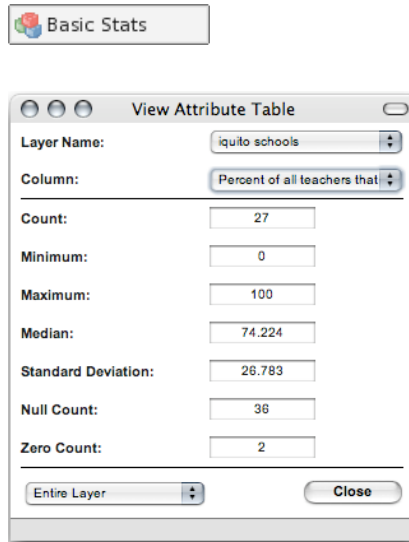 Basic Stats
View Attribute Table
Layer Name: iquito schools
Column: Percent of all teachers that
Count: 27
Minimum: 0
Maximum: 100
Median: 74.224
Standard Deviation: 26.783
Null Count: 36
Zero Count: 2
Entire Layer Close